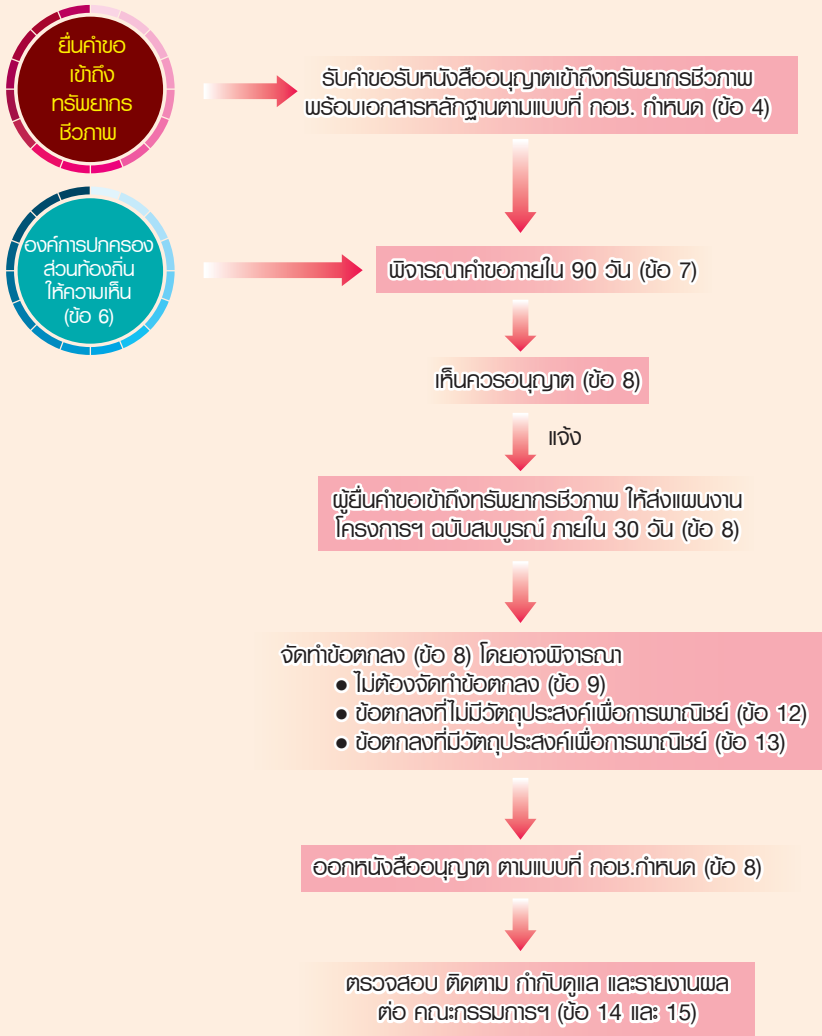 ยื่นคำขอ
เข้าถึง
ทรัพยากร
ชีวภาพ
รับคำขอรับหนังสืออนุญาตเข้าถึงทรัพยากรชีวภาพ
พร้อมเอกสารหลักฐานตามแบบที่ กอช. กำหนด (ข้อ 4)
องค์การปกครอง
ส่วนท้องถิ่น
ให้ความเห็น
(ข้อ 6)
พิจารณาคำขอภายใน 90 วัน (ข้อ 7)
เห็นควรอนุญาต (ข้อ 8)
แจ้ง
ผู้ยื่นคำขอเข้าถึงทรัพยากรชีวภาพ ให้ส่งแผนงาน
โครงการฯ ฉบับสมบูรณ์ ภายใน 30 วัน (ข้อ 8)
จัดทำข้อตกลง (ข้อ 8) โดยอาจพิจารณา
● ไม่ต้องจัดทำข้อตกลง (ข้อ 9)
● ข้อตกลงที่ไม่มีวัตถุประสงค์เพื่อการพาณิชย์ (ข้อ 12)
● ข้อตกลงที่มีวัตถุประสงค์เพื่อการพาณิชย์ (ข้อ 13)
ออกหนังสืออนุญาต ตามแบบที่ กอช.กำหนด (ข้อ 8)
ตรวจสอบ ติดตาม กำกับดูแล และรายงานผล
ต่อ คณะกรรมการฯ (ข้อ 14 และ 15)